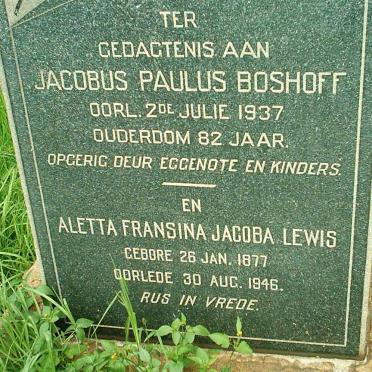 TER
GEDAGTENIS AAN
JACOBUS PAULUS BOSHOFF
OORL. 2DE JULIE 1937
OUDERDOM 82 JAAR.
OPGERIG DEUR EGGENOTE EN KINDERS.
EN
ALETTA FRANSINA JACOBA LEWIS
GEBORE 26 JAN. 1877
OORLEDE 30 AUG. 1946.
RUS IN VREDE.